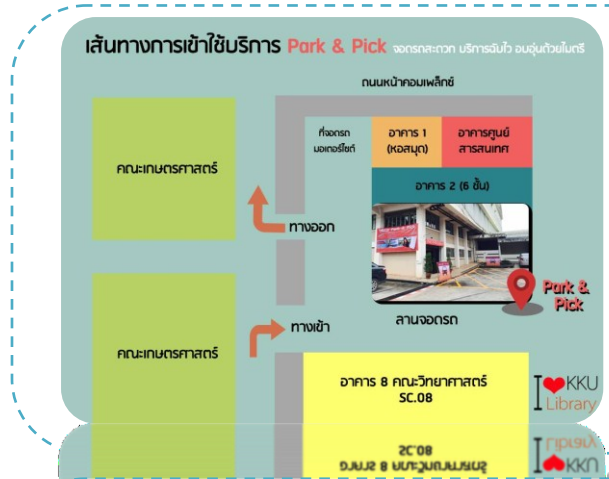 เส้นทางการเข้าใช้บริการ Park & Pick จอดรถสะดวก บริการฉับไว อบอุ่นด้วยไมตรี
ถนนหน้าคอมเพล็กซ์
ที่จอดรถ
มอเตอร์ไซต์
อาคาร 1
(หอสมุด)
อาคารศูนย์
สารสนเทศ
คณะเกษตรศาสตร์
อาคาร 2 (6 ชั้น)
ทางออก
Park &
Pick
ทางเข้า
ลานจอดรถ
คณะเกษตรศาสตร์
อาคาร 8 คณะวิทยาศาสตร์
SC.08
I ❤ KKU
Library